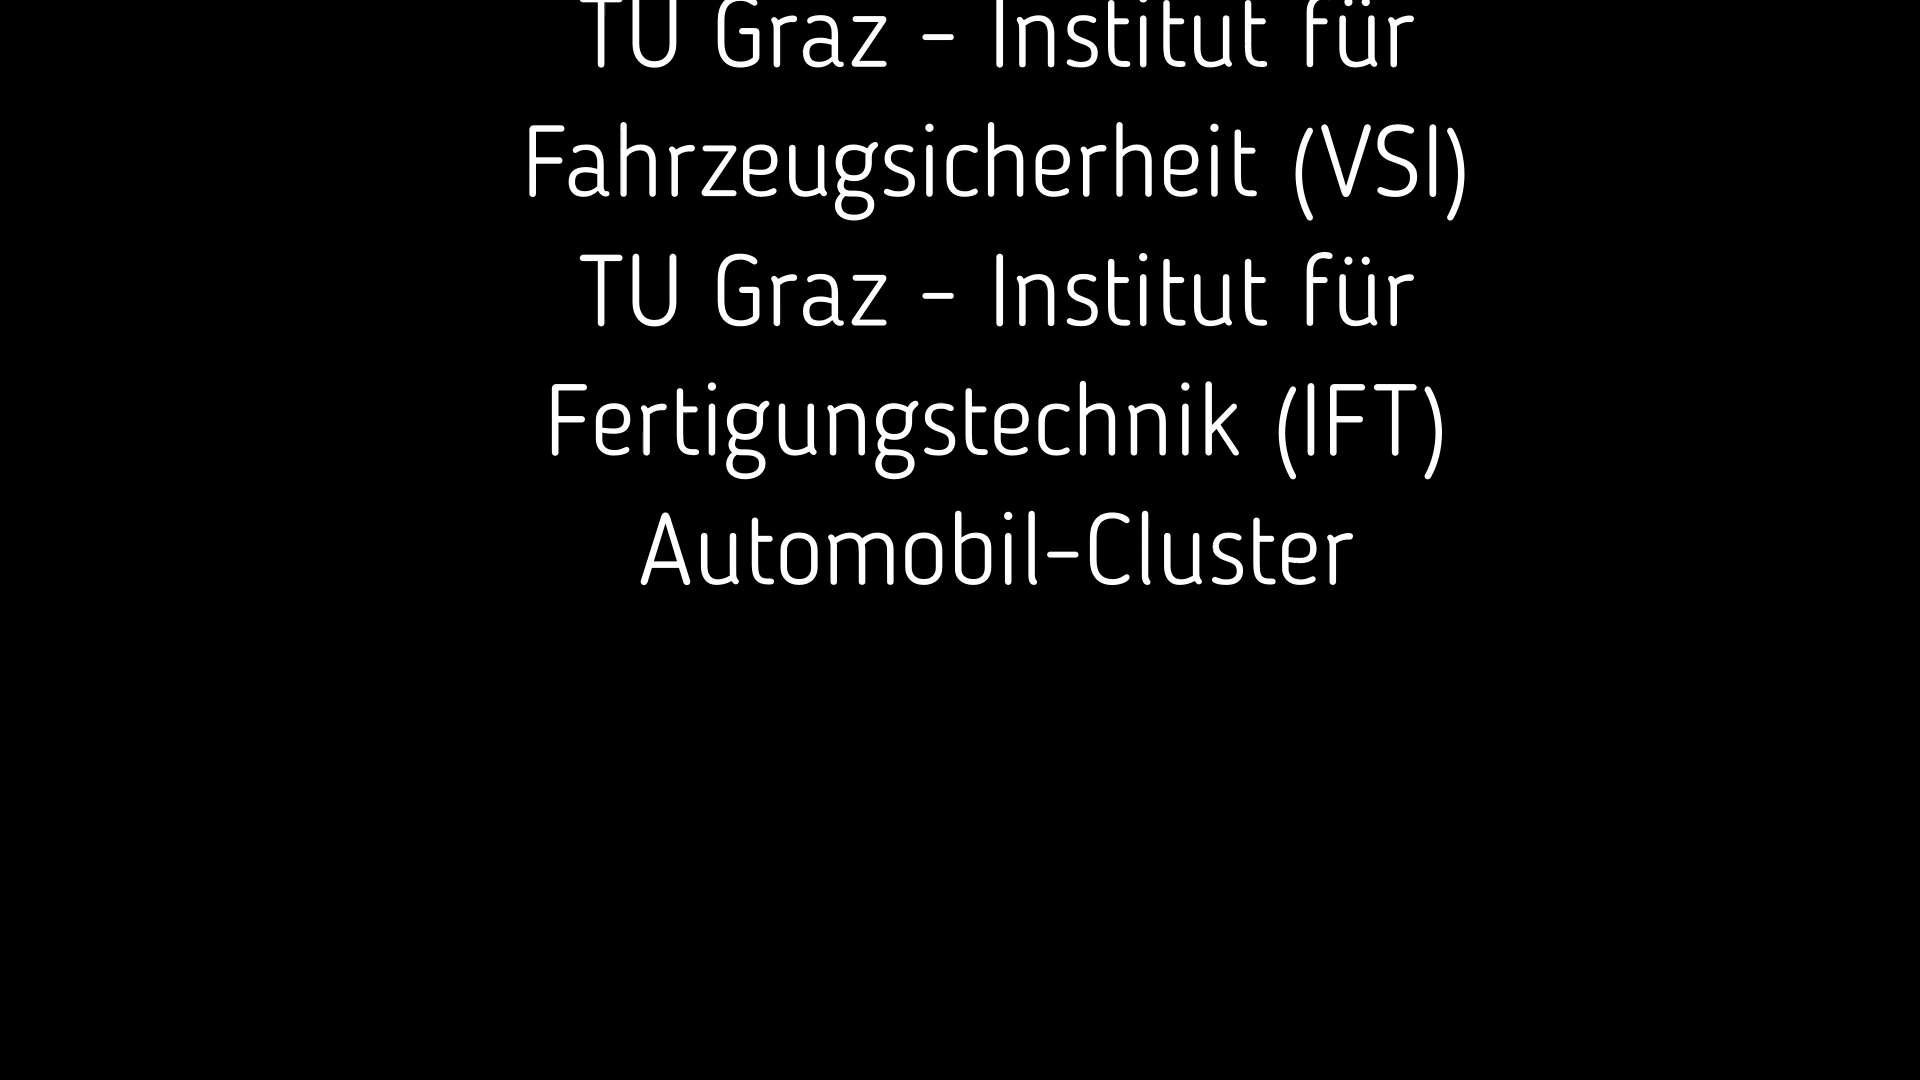 TU Graz - Institut für
Fahrzeugsicherheit (VSI)
TU Graz - Institut für
Fertigungstechnik (IFT)
Automobil-Cluster